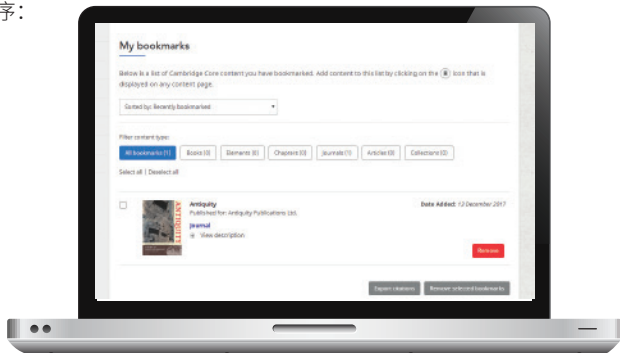 序：
My bookmarks
Below is a list of Cambridge Core content you have bookmarked. Add content to this list by clicking on the icon that is
displayed on any content page.
Sorted by: Recently bookmarked
Filter content type:
All bookmarks (1) Books (0) Elements (0) Chapters (0) Journals (1) Articles (0) Collections (0)
Select all | Deselect all
Antiquity
Published for Antiquity Publications Ltd.
Journal
View description
Date Added: 13 December 2017
ANTIQUITY
Remove
Export citations Remove selected bookmarks